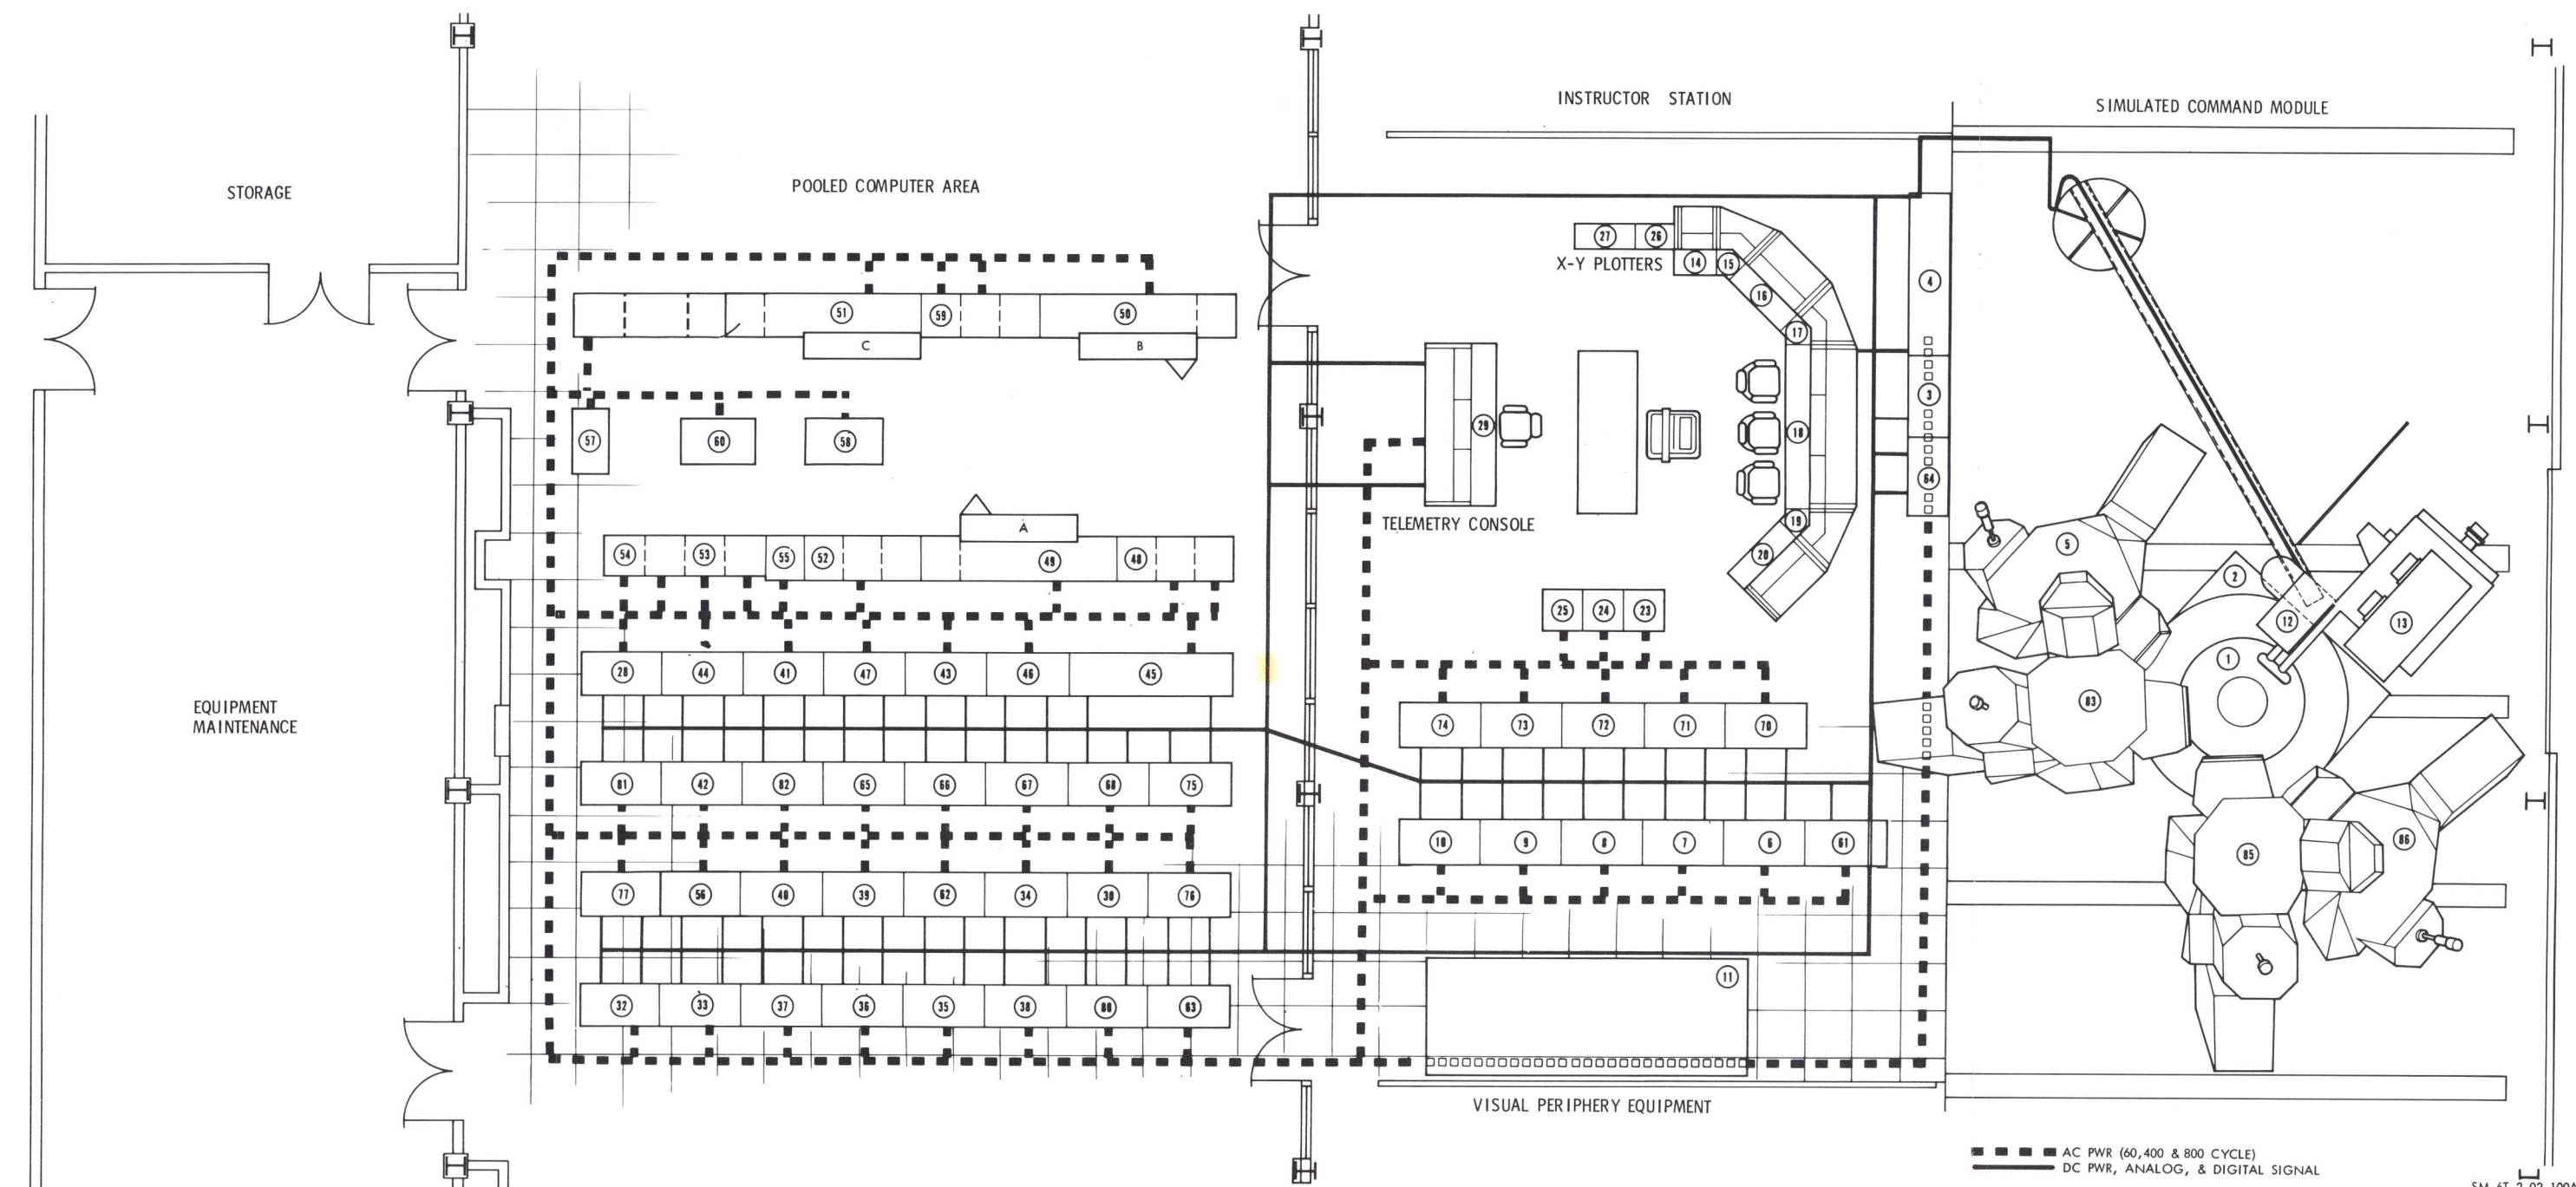 INSTRUCTOR STATION
SIMULATED COMMAND MODULE
POOLED COMPUTER AREA
STORAGE
27 26
X-Y PLOTTERS 14 15
16
17
4
51 59 50
C B
3
57 60 58
29
18
64
TELEMETRY CONSOLE
19
20
A
54 53 55 52 49 48
5
2
12
13
25 24 23
1
28 44 41 47 43 46 45
83
EQUIPMENT
MAINTENANCE
74 73 72 71 70
81 42 82 65 66 67 68 75
10 9 8 7 6 61
85
86
77 56 40 39 62 34 30 76
11
32 33 37 36 35 38 80 63
VISUAL PERIPHERY EQUIPMENT
AC PWR (60,400 & 800 CYCLE)
DC PWR, ANALOG, & DIGITAL SIGNAL